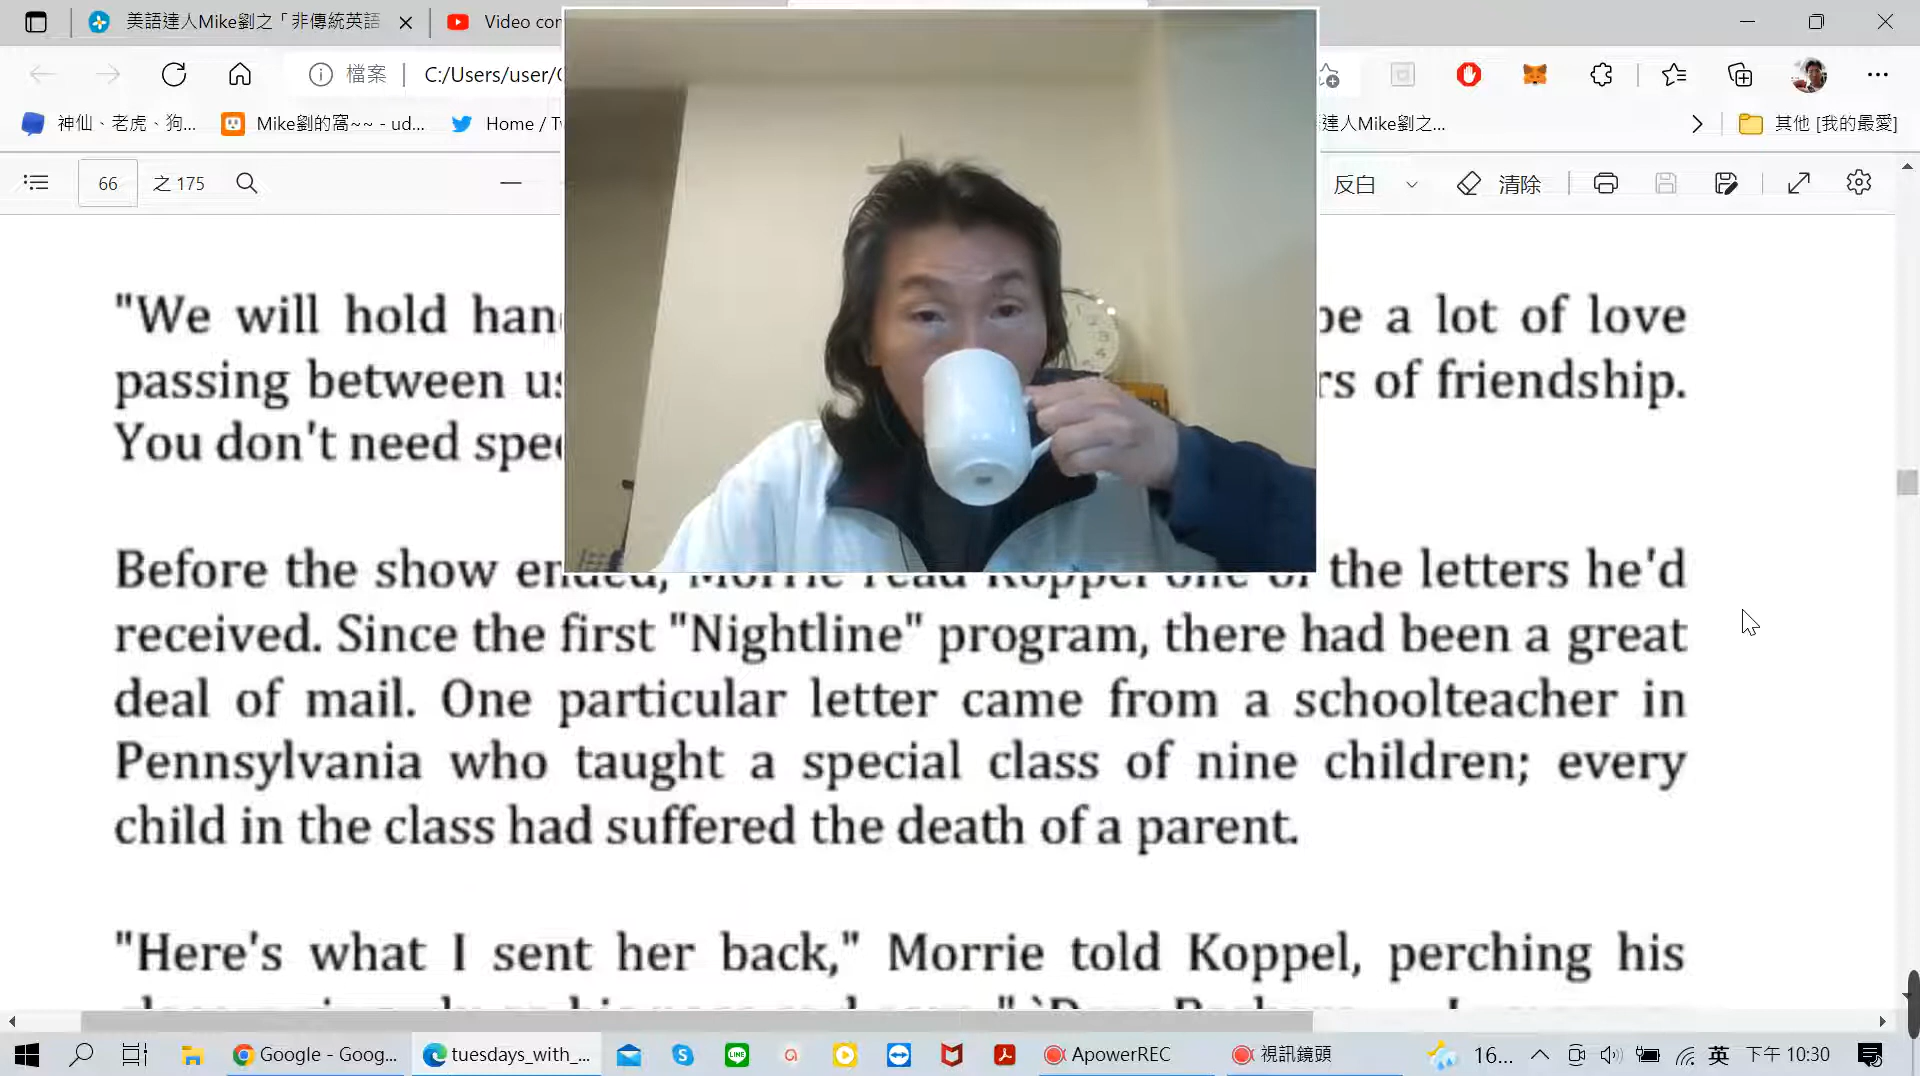 美語達人Mike劉之「非傳統英語
Video
檔案
C:/Users/user/
神仙、老虎、狗...
Mike劉的窩~~ - ud...
Home /
達人Mike劉之...
其他 [我的最愛]
66 之 175
反白
清除
"We will hold be a lot of love
passing between us of friendship.
You don't need
Before the show ended, Morrie read Koppel one of the letters he'd
received. Since the first "Nightline" program, there had been a great
deal of mail. One particular letter came from a schoolteacher in
Pennsylvania who taught a special class of nine children; every
child in the class had suffered the death of a parent.
"Here's what I sent her back," Morrie told Koppel, perching his
Google - Goog...
tuesdays_with_...
ApowerREC
視訊鏡頭
16...
英
下午 10:30